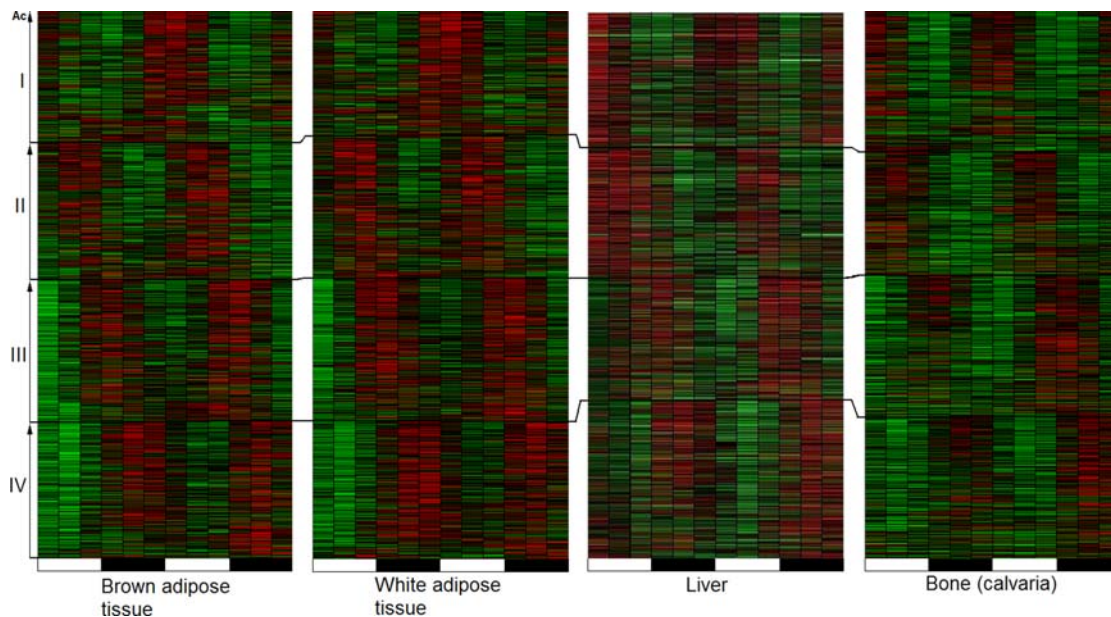 Ac
I
II
III
IV
Brown adipose
tissue
White adipose
tissue
Liver
Bone (calvaria)